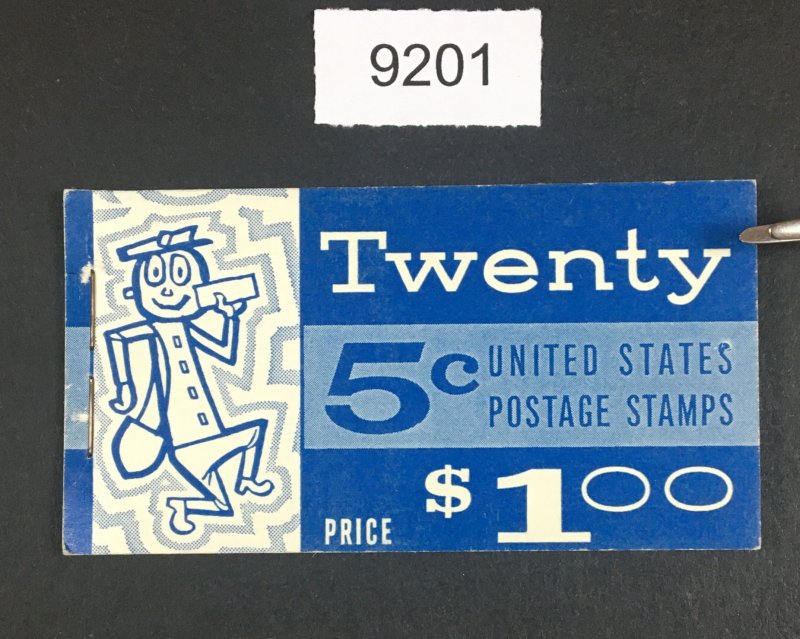 9201
Twenty
5c UNITED STATES
POSTAGE STAMPS
PRICE $1.00